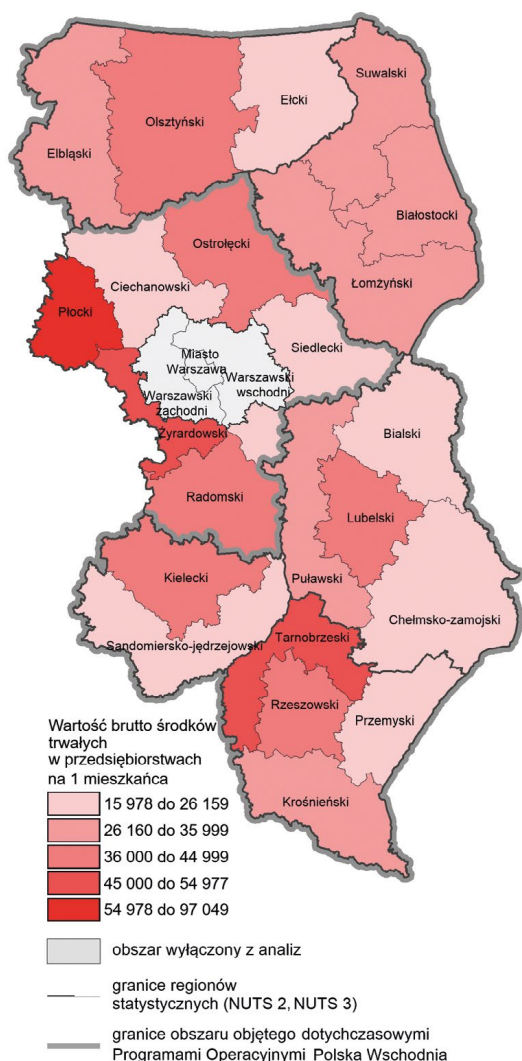 Suwalski
Ełcki
Olsztyński
Elbląski
Białostocki
Ostrołęcki
Łomżyński
Ciechanowski
Płocki
Siedlecki
Miasto
Warszawa
Warszawski
wschodni
Warszawski
zachodni
Żyrardowski
Bialski
Radomski
Lubelski
Kielecki
Puławski
Chełmsko-zamojski
Tarnobrzeski
Sandomiersko-jędrzejowski
Rzeszowski
Przemyski
Krośnieński
Wartość brutto środków
trwałych
w przedsiębiorstwach
na 1 mieszkańca
15 978 do 26 159
26 160 do 35 999
36 000 do 44 999
45 000 do 54 977
54 978 do 97 049
obszar wyłączony z analiz
granice regionów
statystycznych (NUTS 2, NUTS 3)
granice obszaru objętego dotychczasowymi
Programami Operacyjnymi Polska Wschodnia